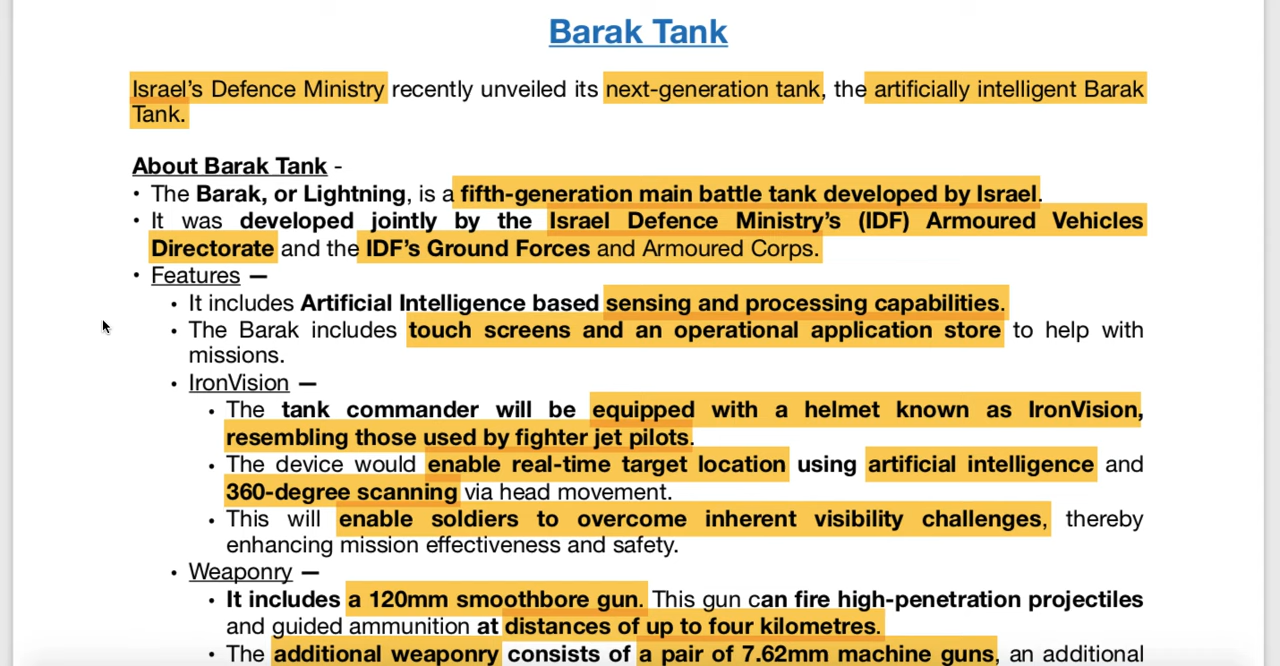 Barak Tank
Israel's Defence Ministry recently unveiled its next-generation tank, the artificially intelligent Barak
Tank.
About Barak Tank -
• The Barak, or Lightning, is a fifth-generation main battle tank developed by Israel.
• It was developed jointly by the Israel Defence Ministry's (IDF) Armoured Vehicles
Directorate and the IDF's Ground Forces and Armoured Corps.
• Features —
• It includes Artificial Intelligence based sensing and processing capabilities.
• The Barak includes touch screens and an operational application store to help with
missions.
• IronVision —
• The tank commander will be equipped with a helmet known as IronVision,
resembling those used by fighter jet pilots.
• The device would enable real-time target location using artificial intelligence and
360-degree scanning via head movement.
• This will enable soldiers to overcome inherent visibility challenges, thereby
enhancing mission effectiveness and safety.
• Weaponry —
• It includes a 120mm smoothbore gun. This gun can fire high-penetration projectiles
and guided ammunition at distances of up to four kilometres.
• The additional weaponry consists of a pair of 7.62mm machine guns, an additional